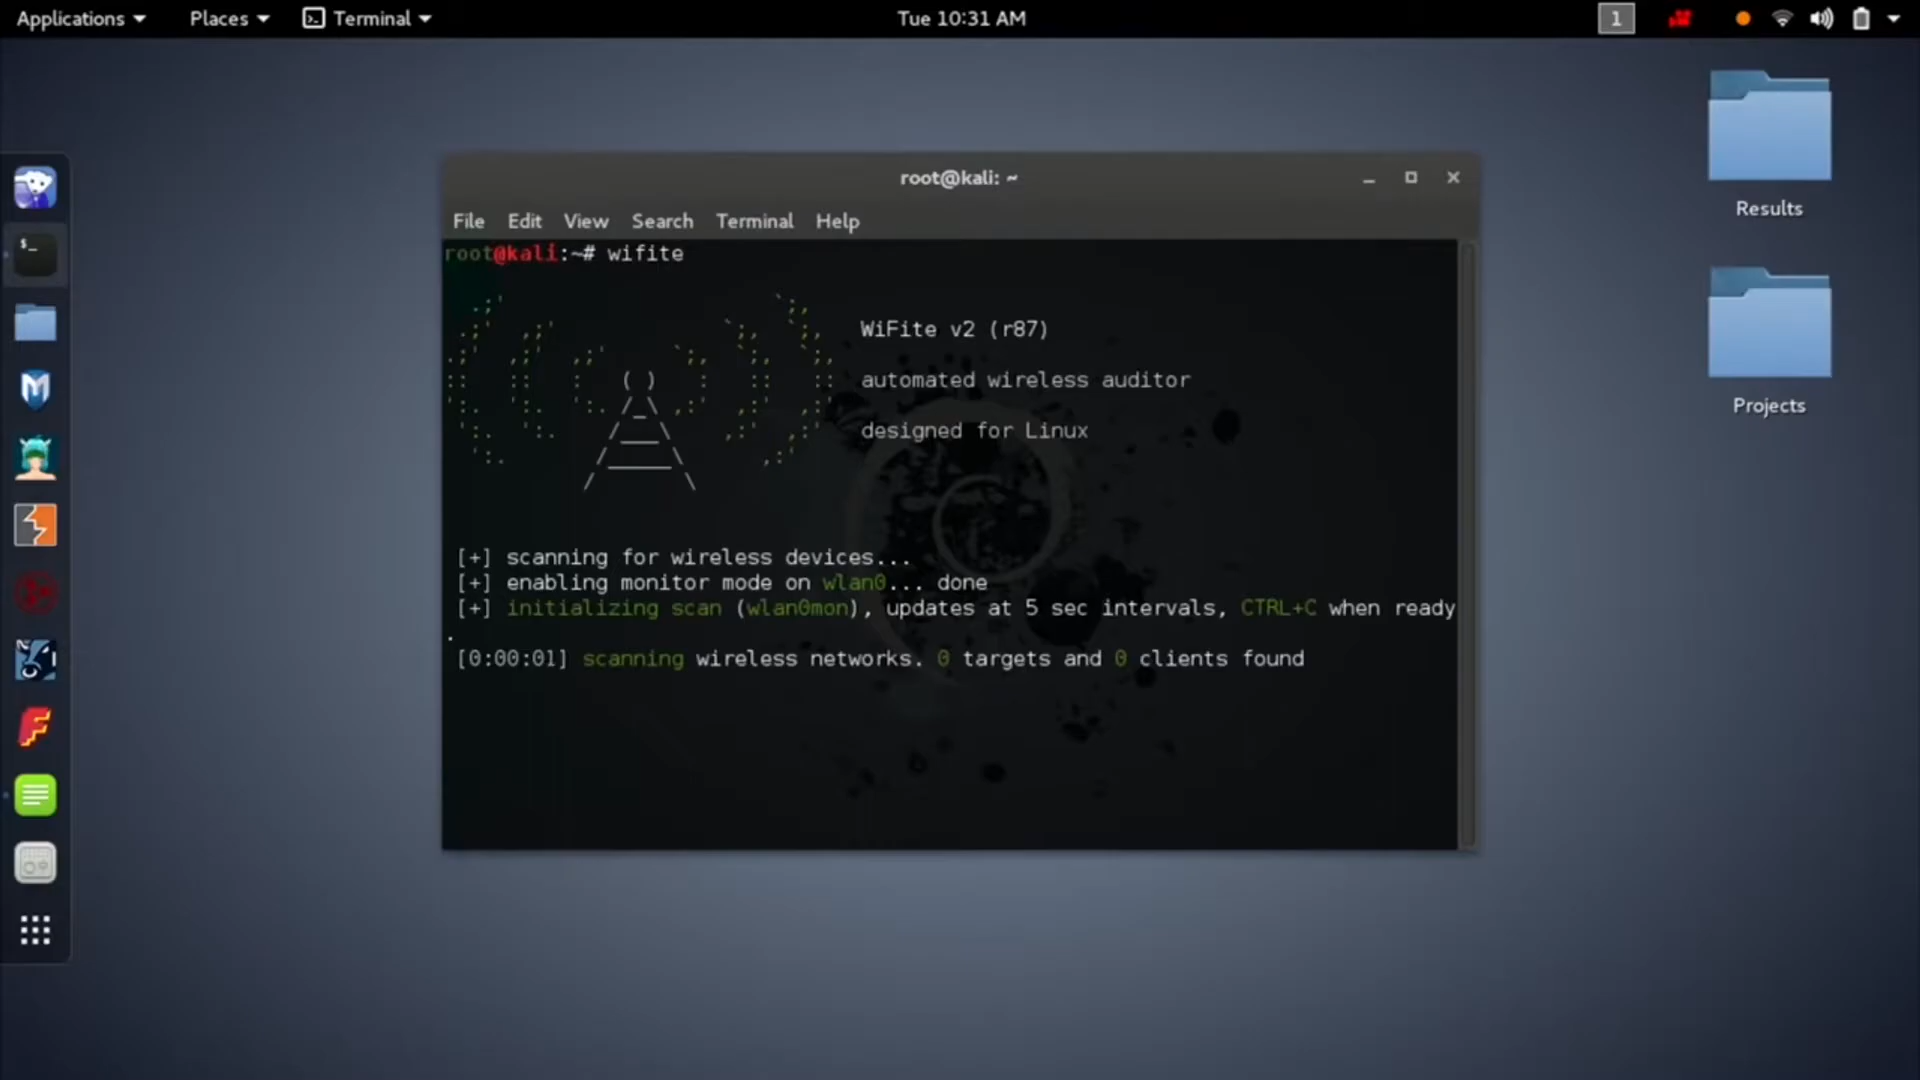 Applications Places Terminal Tue 10:31 AM 1
Results
Projects
root@kali: ~
File Edit View Search Terminal Help
root@kali:~# wifite
WiFite v2 (r87)
automated wireless auditor
designed for Linux
[+] scanning for wireless devices...
[+] enabling monitor mode on wlan0... done
[+] initializing scan (wlan0mon), updates at 5 sec intervals, CTRL+C when ready
.
[0:00:01] scanning wireless networks. 0 targets and 0 clients found